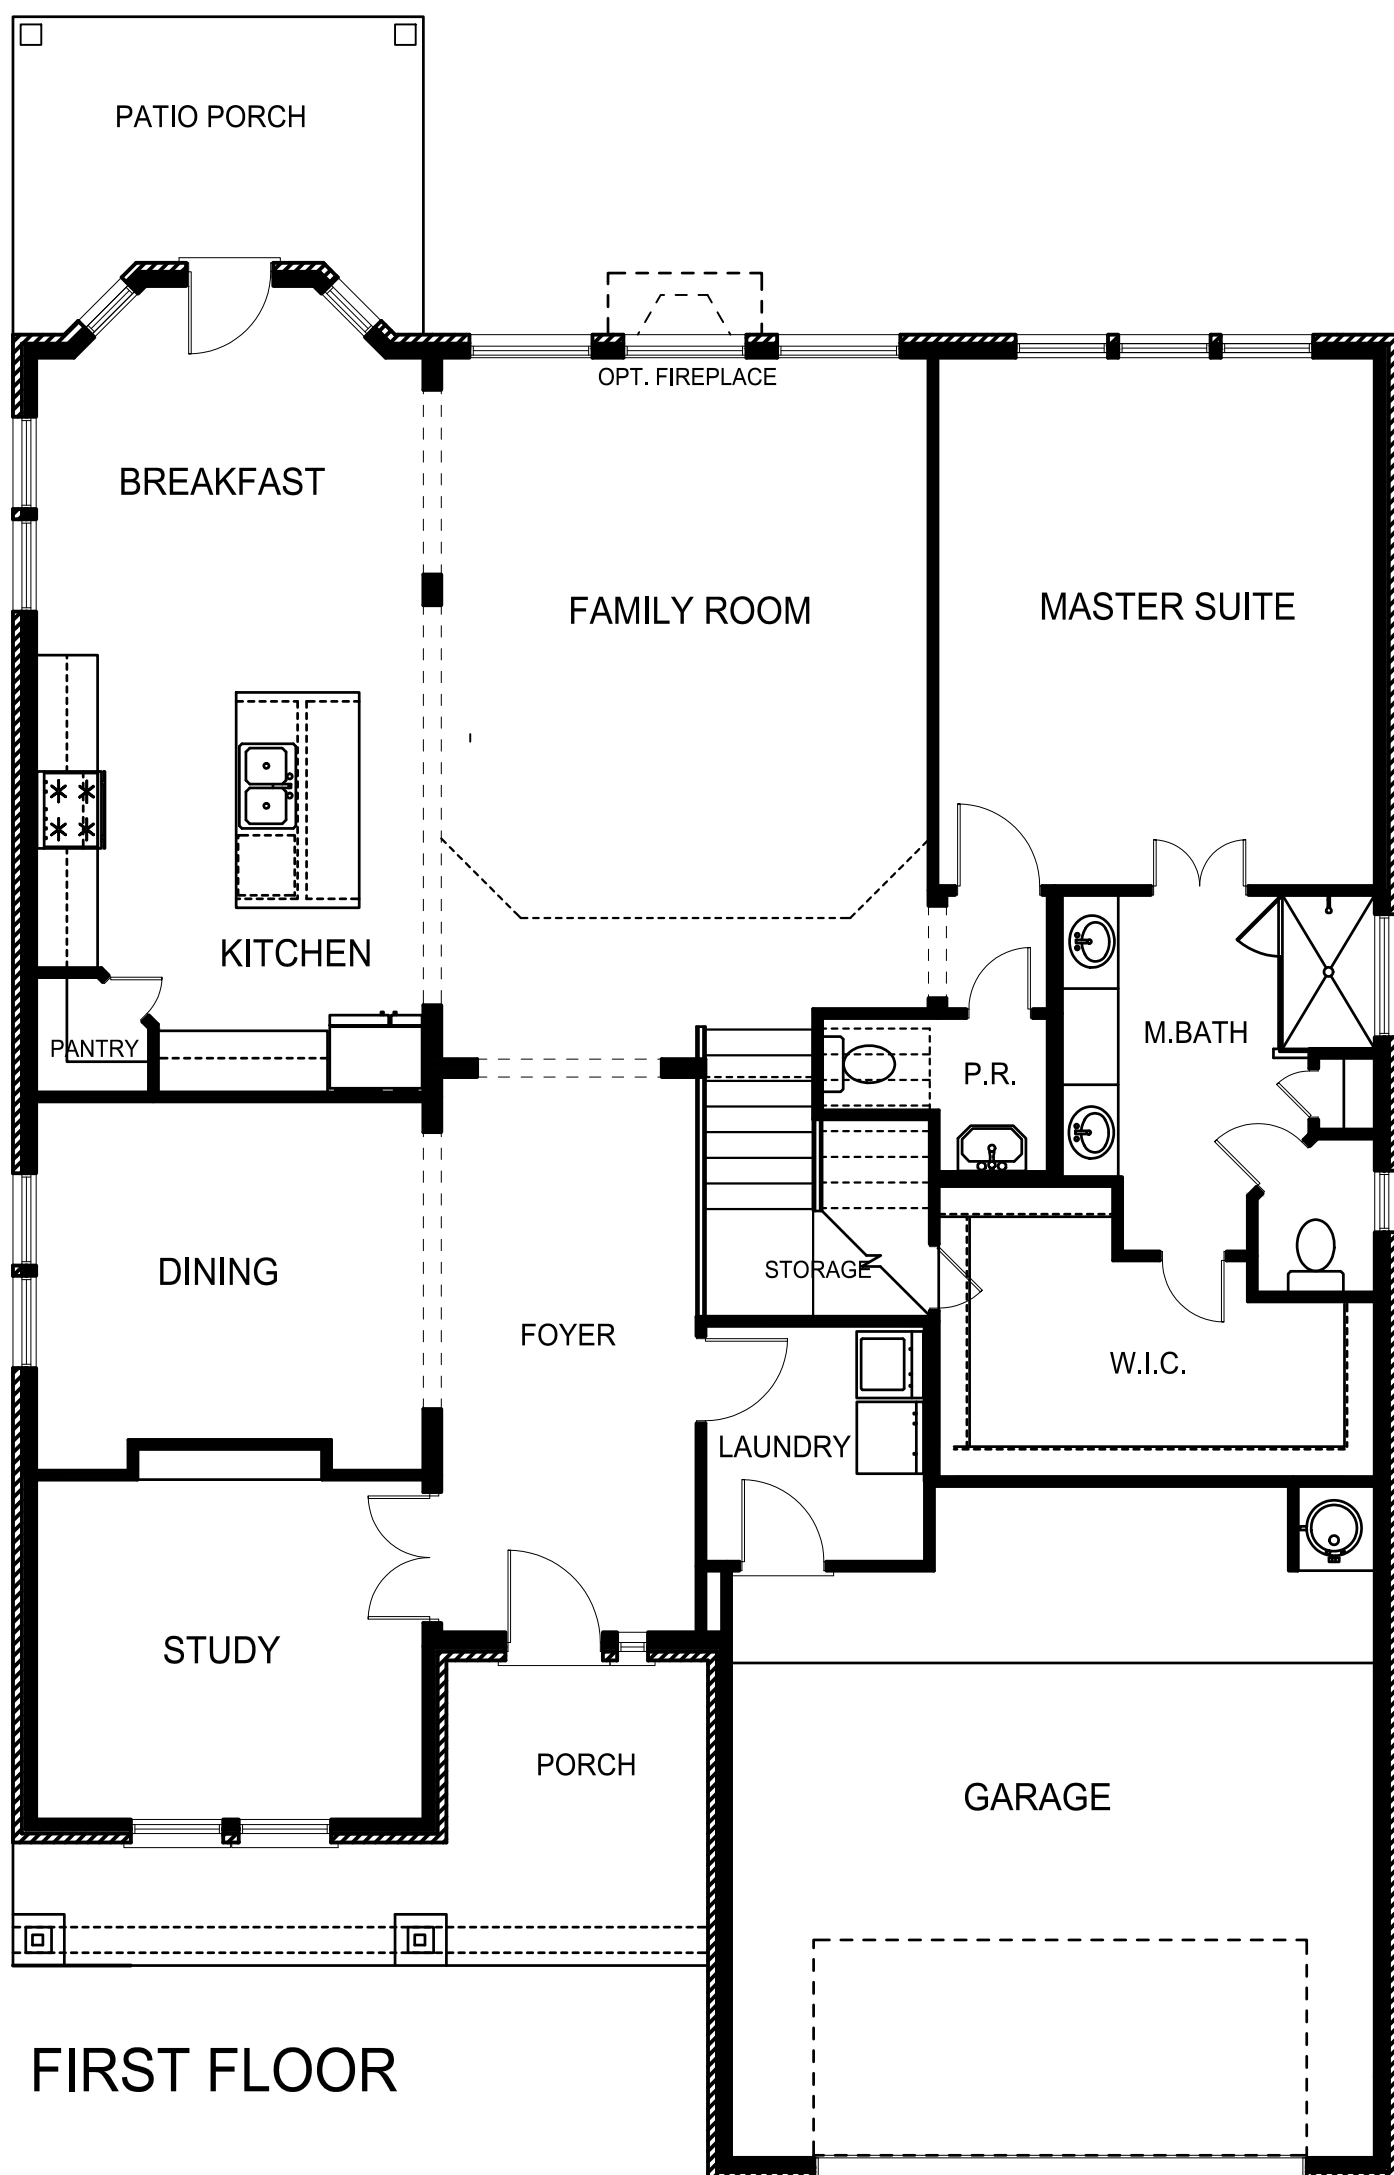 PATIO PORCH
OPT. FIREPLACE
BREAKFAST
FAMILY ROOM
MASTER SUITE
KITCHEN
PANTRY
M.BATH
P.R.
DINING
STORAGE
FOYER
W.I.C.
LAUNDRY
STUDY
PORCH
GARAGE
FIRST FLOOR